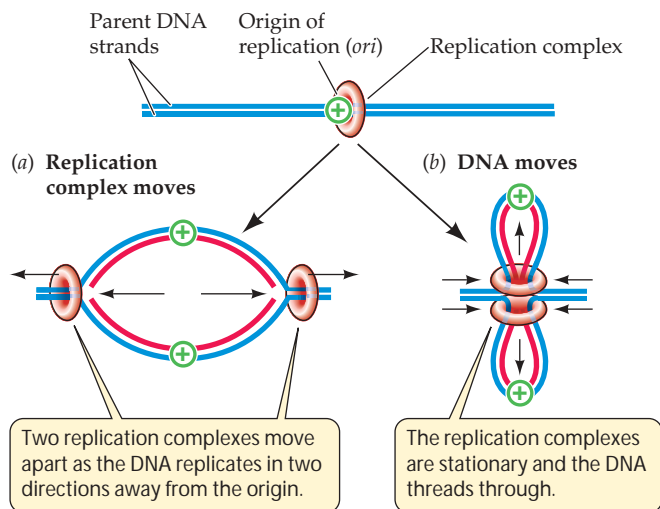 Parent DNA
strands
Origin of
replication (ori)
Replication complex
+
(a) Replication
complex moves
(b) DNA moves
+
+
+
+
Two replication complexes move
apart as the DNA replicates in two
directions away from the origin.
The replication complexes
are stationary and the DNA
threads through.